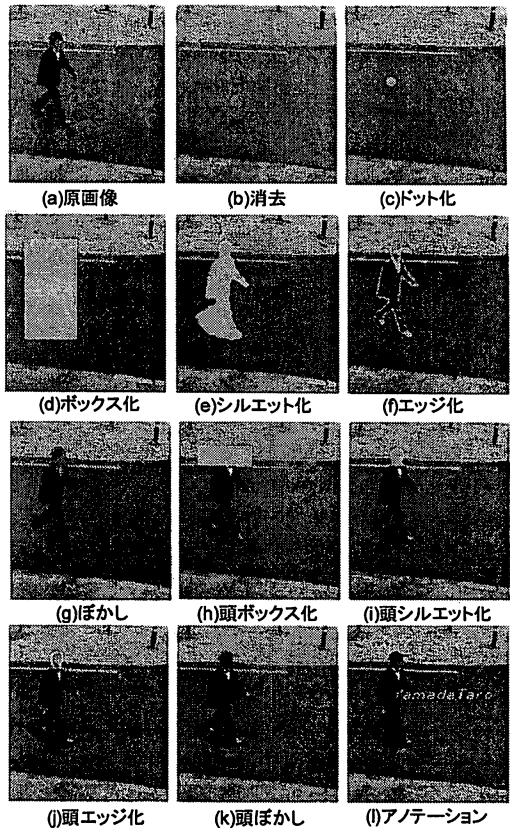 (a)原画像
(b)消去
(c)ドット化
(d)ボックス化
(e)シルエット化
(f)エッジ化
(g)ぼかし
(h)頭ボックス化
(i)頭シルエット化
YamadaTaro
(j)頭エッジ化
(k)頭ぼかし
(l)アノテーション